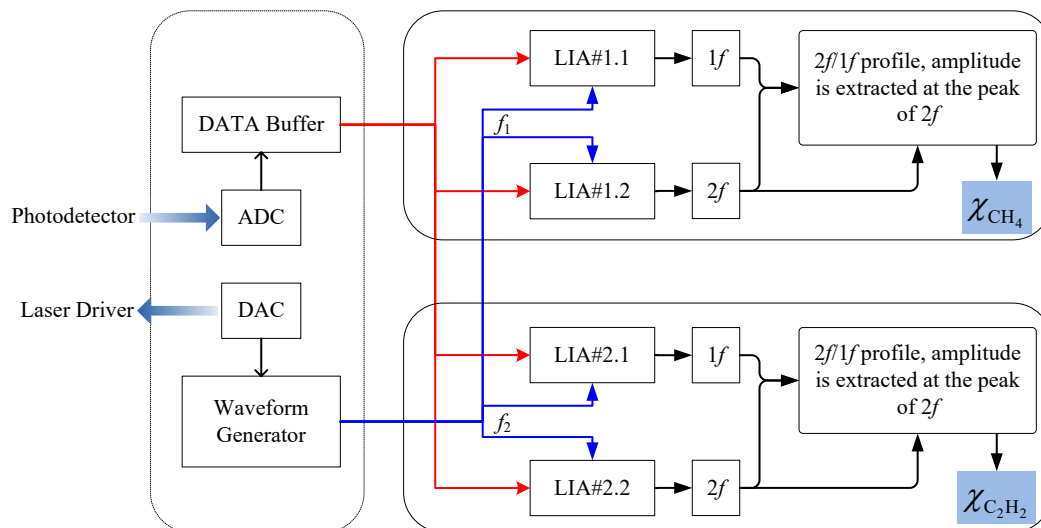 DATA Buffer
Photodetector
ADC
Laser Driver
DAC
Waveform
Generator
f₁
LIA#1.1
1f
LIA#1.2
2f
2f/1f profile, amplitude
is extracted at the peak
of 2f
χCH₄
f₂
LIA#2.1
1f
LIA#2.2
2f
2f/1f profile, amplitude
is extracted at the peak
of 2f
χC₂H₂